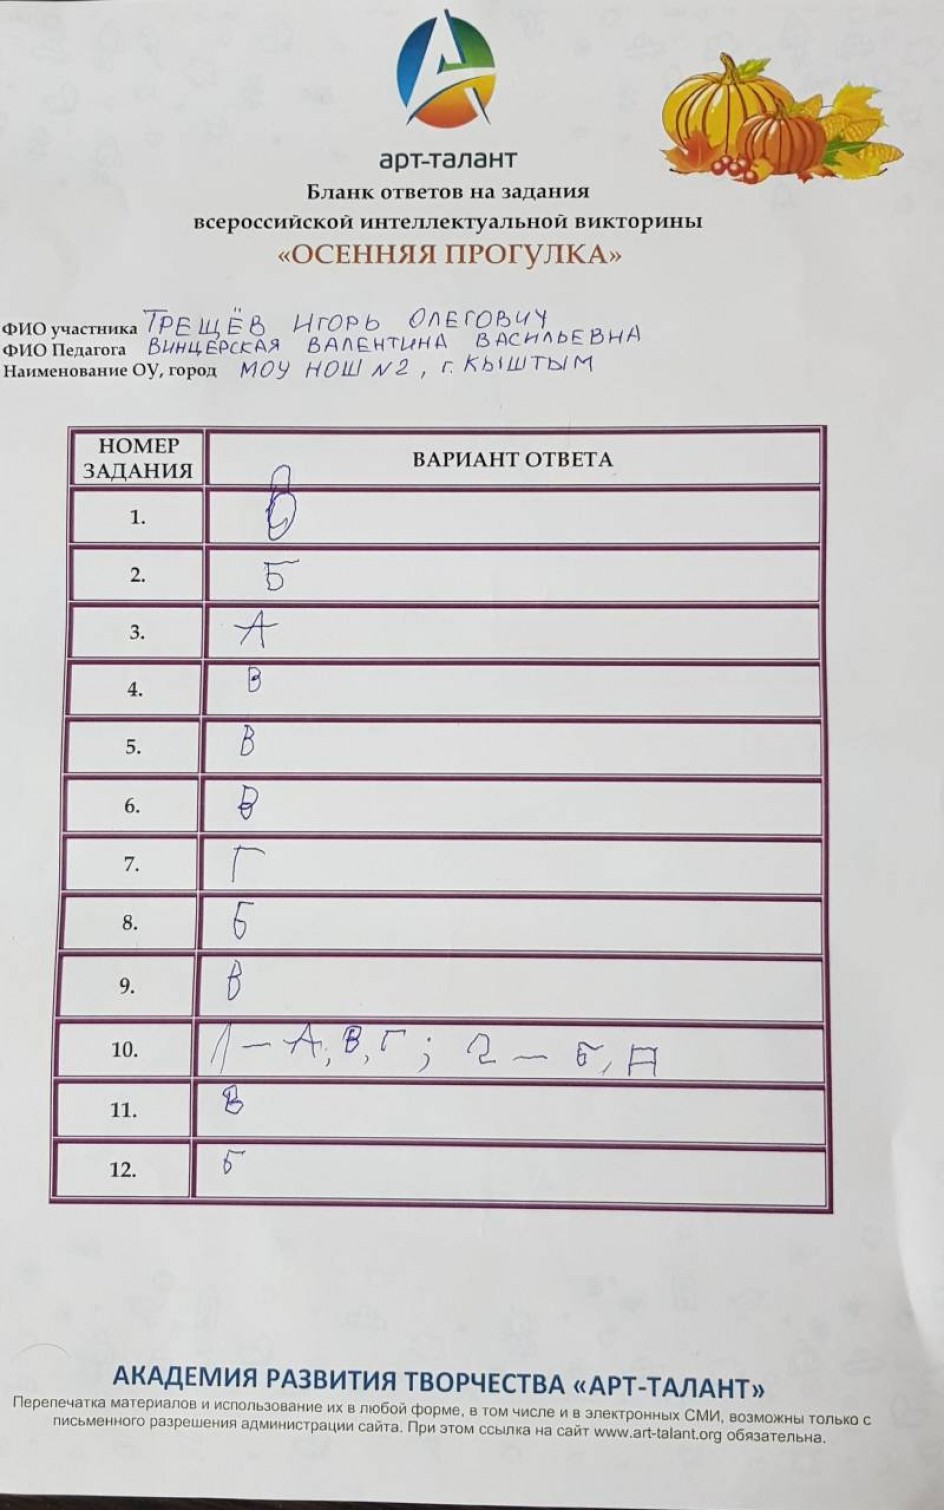 арт-талант
Бланк ответов на задания
всероссийской интеллектуальной викторины
«ОСЕННЯЯ ПРОГУЛКА»
ФИО участника ТРЕЩЁВ ИГОРЬ ОЛЕГОВИЧ
ФИО Педагога ВИНЦЕРСКАЯ ВАЛЕНТИНА ВАСИЛЬЕВНА
Наименование ОУ, город МОУ НОШ N2, г. КЫШТЫМ
НОМЕР ЗАДАНИЯ ВАРИАНТ ОТВЕТА
1. В
2. Б
3. А
4. В
5. В
6. В
7. Г
8. Б
9. В
10. 1 – А, В, Г; 2 – Б, Д
11. В
12. Б
АКАДЕМИЯ РАЗВИТИЯ ТВОРЧЕСТВА «АРТ-ТАЛАНТ»
Перепечатка материалов и использование их в любой форме, в том числе и в электронных СМИ, возможны только с
письменного разрешения администрации сайта. При этом ссылка на сайт www.art-talant.org обязательна.